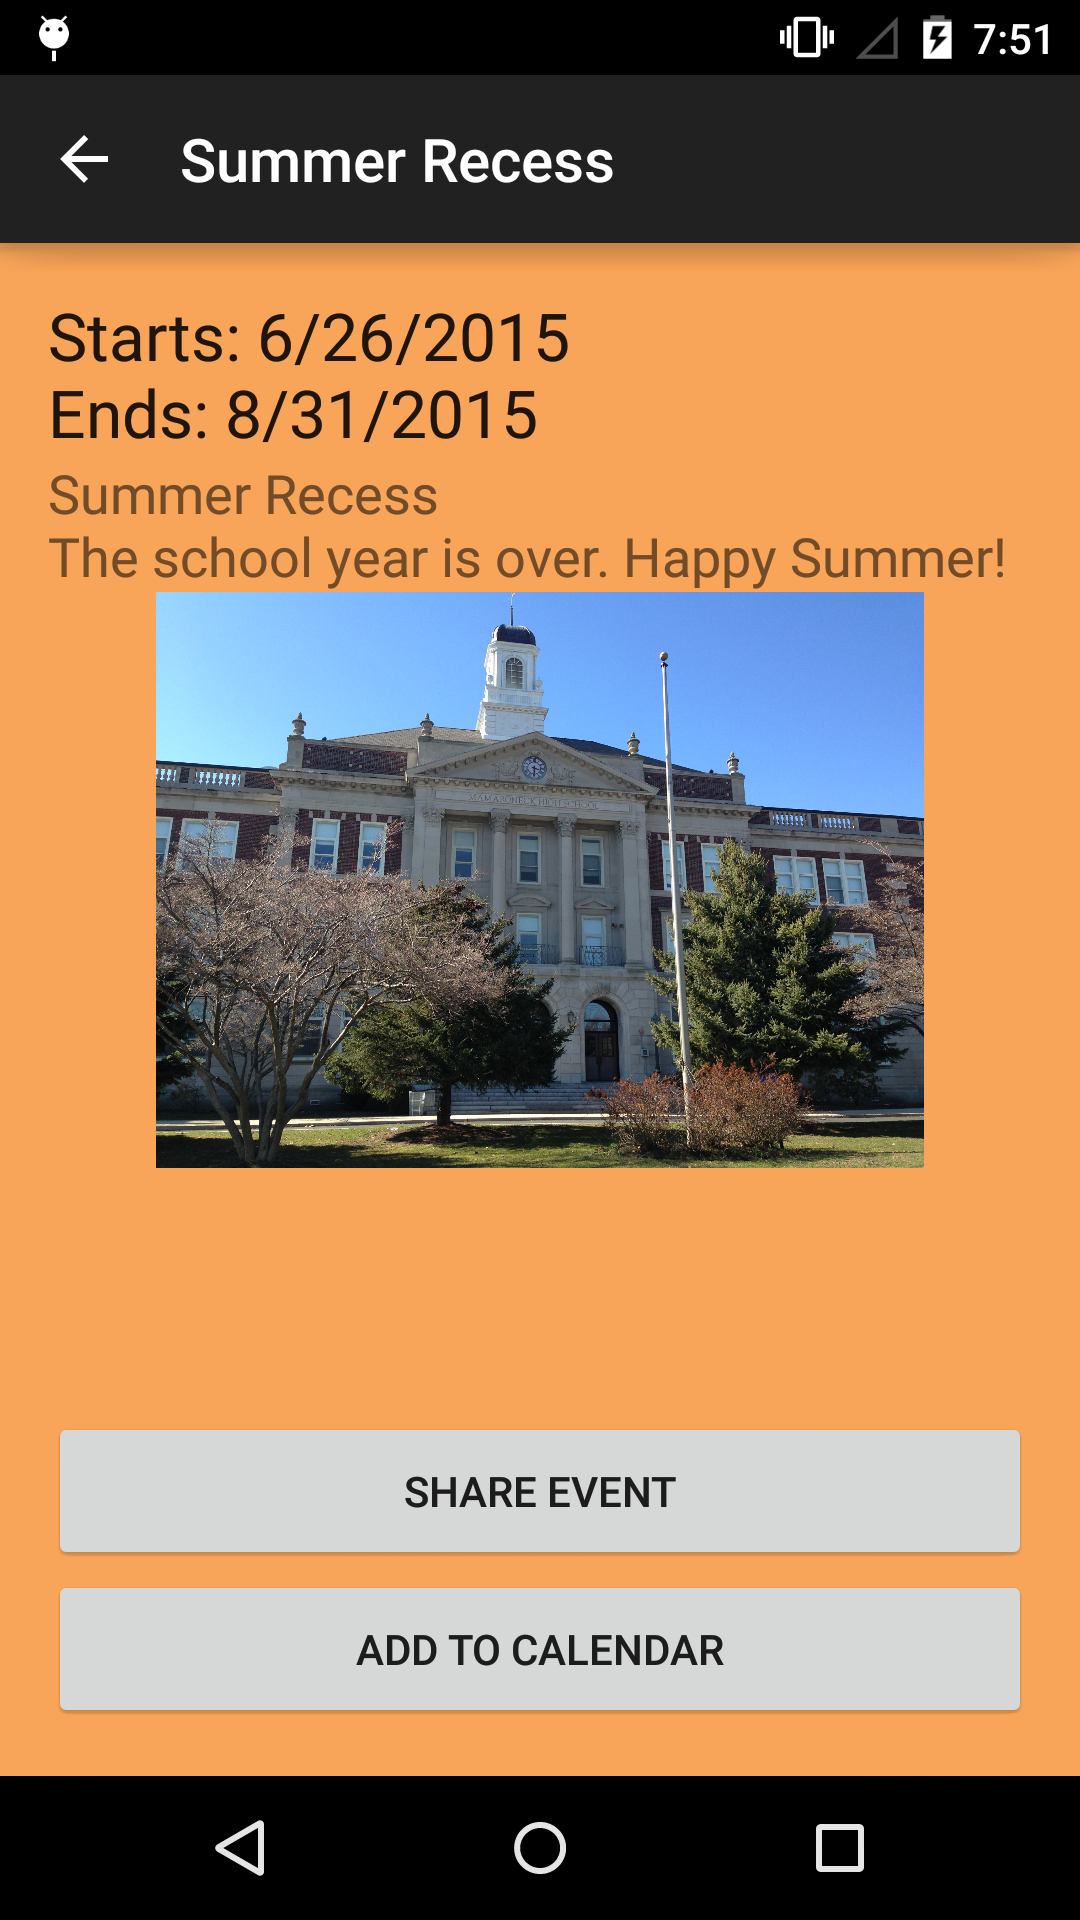 7:51
Summer Recess
Starts: 6/26/2015
Ends: 8/31/2015
Summer Recess
The school year is over. Happy Summer!
MAMARONECK HIGH SCHOOL
SHARE EVENT
ADD TO CALENDAR